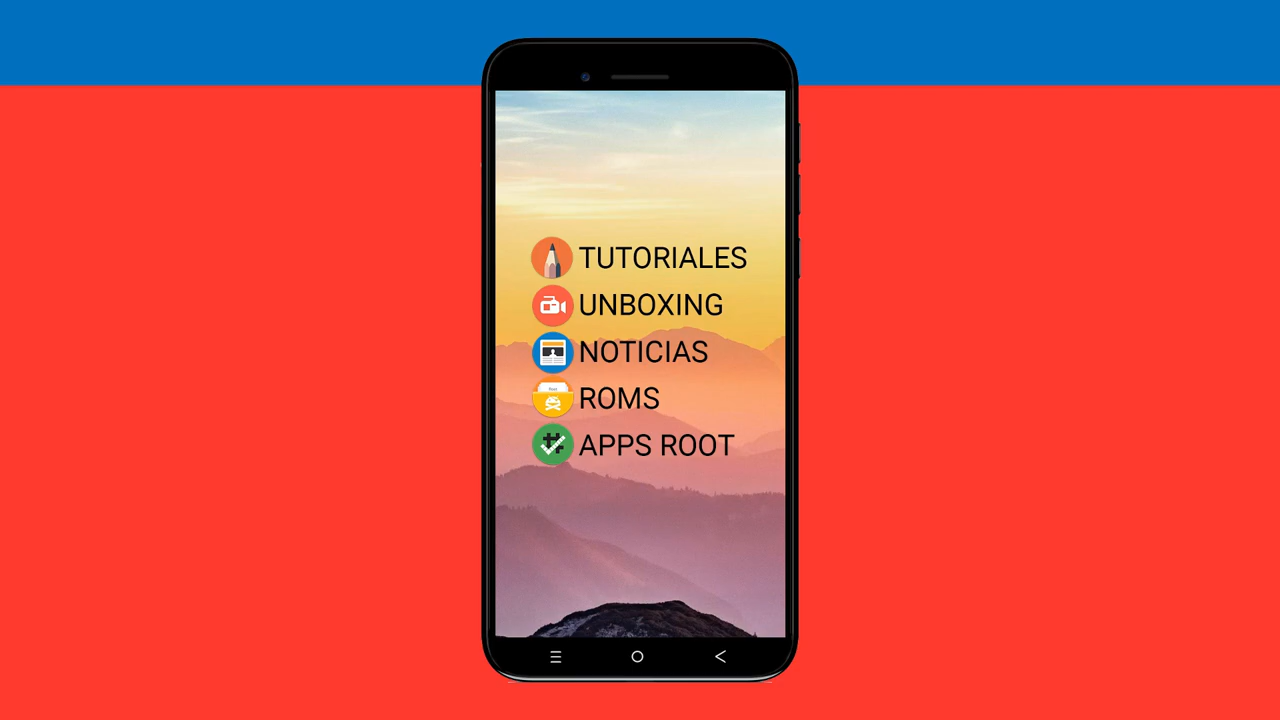 TUTORIALES
UNBOXING
NOTICIAS
ROMS
APPS ROOT